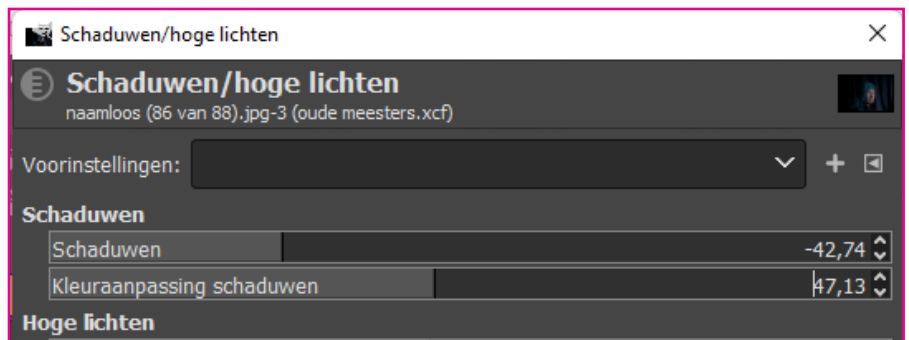 Schaduwen/hoge lichten
Schaduwen/hoge lichten
naamloos (86 van 88).jpg-3 (oude meesters.xcf)
Voorinstellingen:
Schaduwen
Schaduwen -42,74
Kleuraanpassing schaduwen 47,13
Hoge lichten